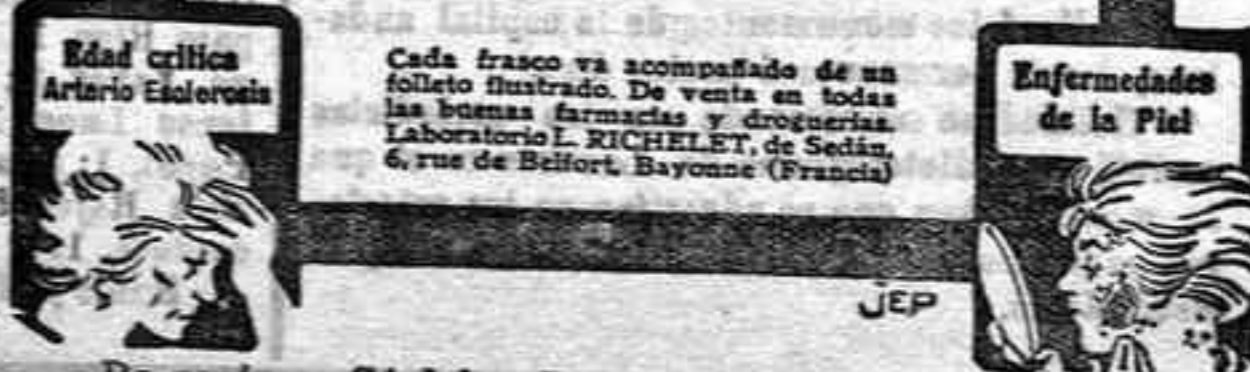 Edad crítica
Arterio Esclerosis
Cada frasco va acompañado de un
folleto ilustrado. De venta en todas
las buenas farmacias y droguerías.
Laboratorio L. RICHELET, de Sedán,
6, rue de Belfort, Bayonne (Francia)
Enfermedades
de la Piel
JEP